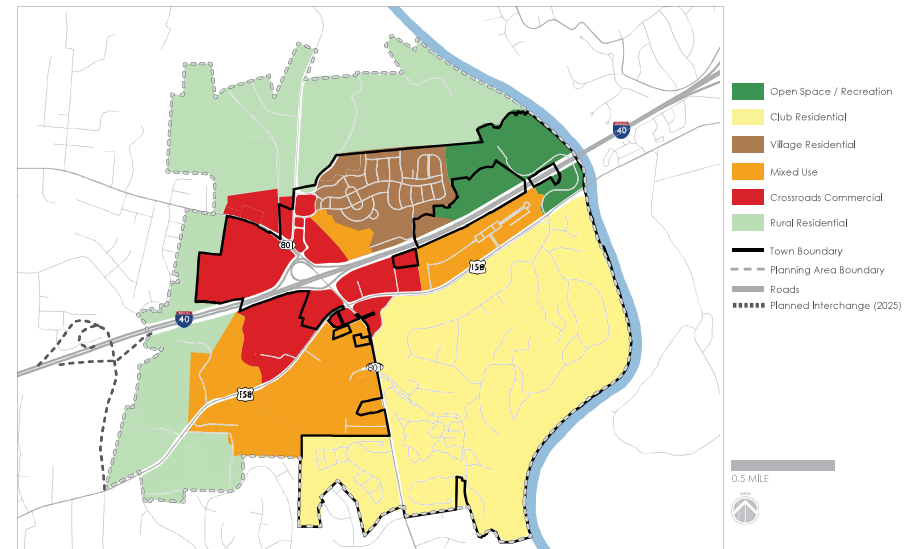 Open Space / Recreation
Club Residential
Village Residential
Mixed Use
Crossroads Commercial
Rural Residential
Town Boundary
Planning Area Boundary
Roads
Planned Interchange (2025)
40
801
158
40
801
158
0.5 MILE